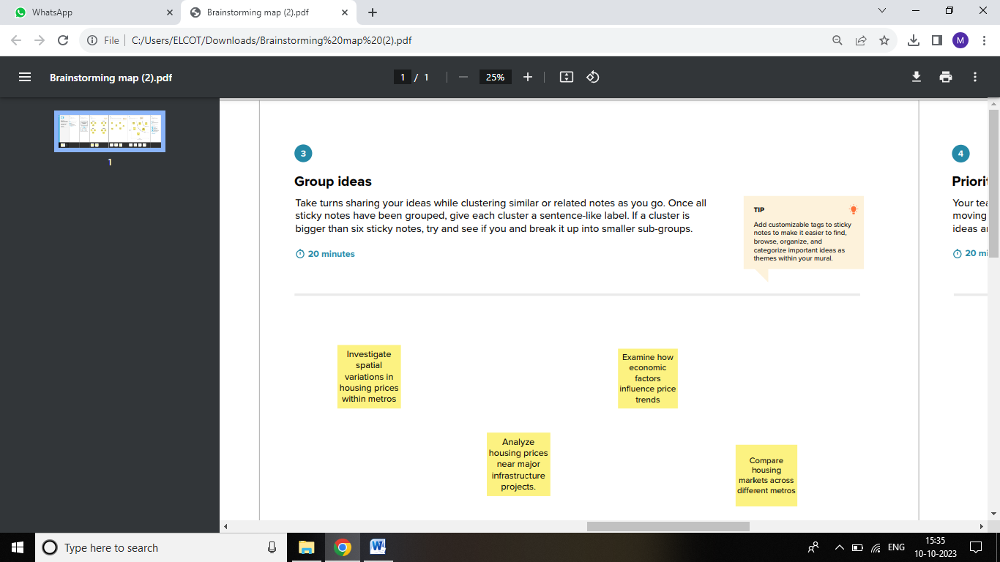 WhatsApp
Brainstorming map (2).pdf
File
C:/Users/ELCOT/Downloads/Brainstorming%20map%20(2).pdf
M
Brainstorming map (2).pdf
1 / 1
25%
1
3
Group ideas
Take turns sharing your ideas while clustering similar or related notes as you go. Once all
sticky notes have been grouped, give each cluster a sentence-like label. If a cluster is
bigger than six sticky notes, try and see if you and break it up into smaller sub-groups.
20 minutes
TIP
Add customizable tags to sticky
notes to make it easier to find,
browse, organize, and
categorize important ideas as
themes within your mural.
4
Your
moving
ideas
20
Investigate
spatial
variations in
housing prices
within metros
Examine how
economic
factors
influence price
trends
Analyze
housing prices
near major
infrastructure
projects.
Compare
housing
markets across
different metros
Type here to search
ENG
15:35
10-10-2023